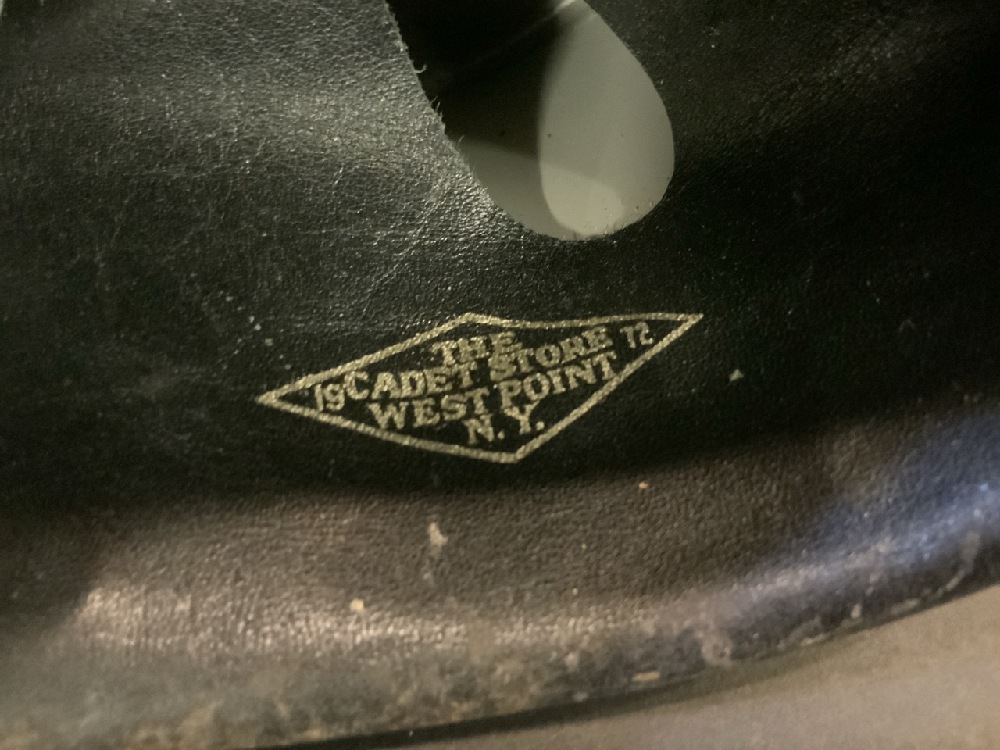 THE
19 CADET STORE 72
WEST POINT
N.Y.